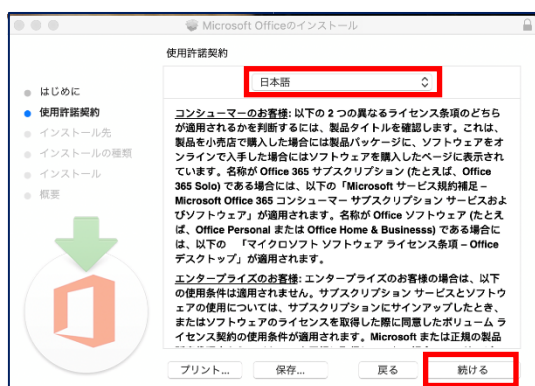 Microsoft Officeのインストール
使用許諾契約
日本語
はじめに
使用許諾契約
インストール先
インストールの種類
インストール
概要
コンシューマーのお客様: 以下の 2 つの異なるライセンス条項のどちら
が適用されるかを判断するには、製品タイトルを確認します。これは、
製品を小売店で購入した場合には製品パッケージに、ソフトウェアをオ
ンラインで入手した場合にはソフトウェアを購入したページに表示され
ています。名称が Office 365 サブスクリプション (たとえば、Office
365 Solo) である場合には、以下の「Microsoft サービス規約補足 –
Microsoft Office 365 コンシューマー サブスクリプション サービスおよ
びソフトウェア」が適用されます。名称が Office ソフトウェア (たとえ
ば、Office Personal または Office Home & Businesss) である場合に
は、以下の 「マイクロソフト ソフトウェア ライセンス条項 – Office
デスクトップ」が適用されます。
エンタープライズのお客様: エンタープライズのお客様の場合は、以下
の使用条件は適用されません。サブスクリプション サービスとソフトウ
ェアの使用については、サブスクリプションにサインアップしたとき、
またはソフトウェアのライセンスを取得した際に同意したボリューム ラ
イセンス契約の使用条件が適用されます。Microsoft または正規の製品
プリント...
保存...
戻る
続ける